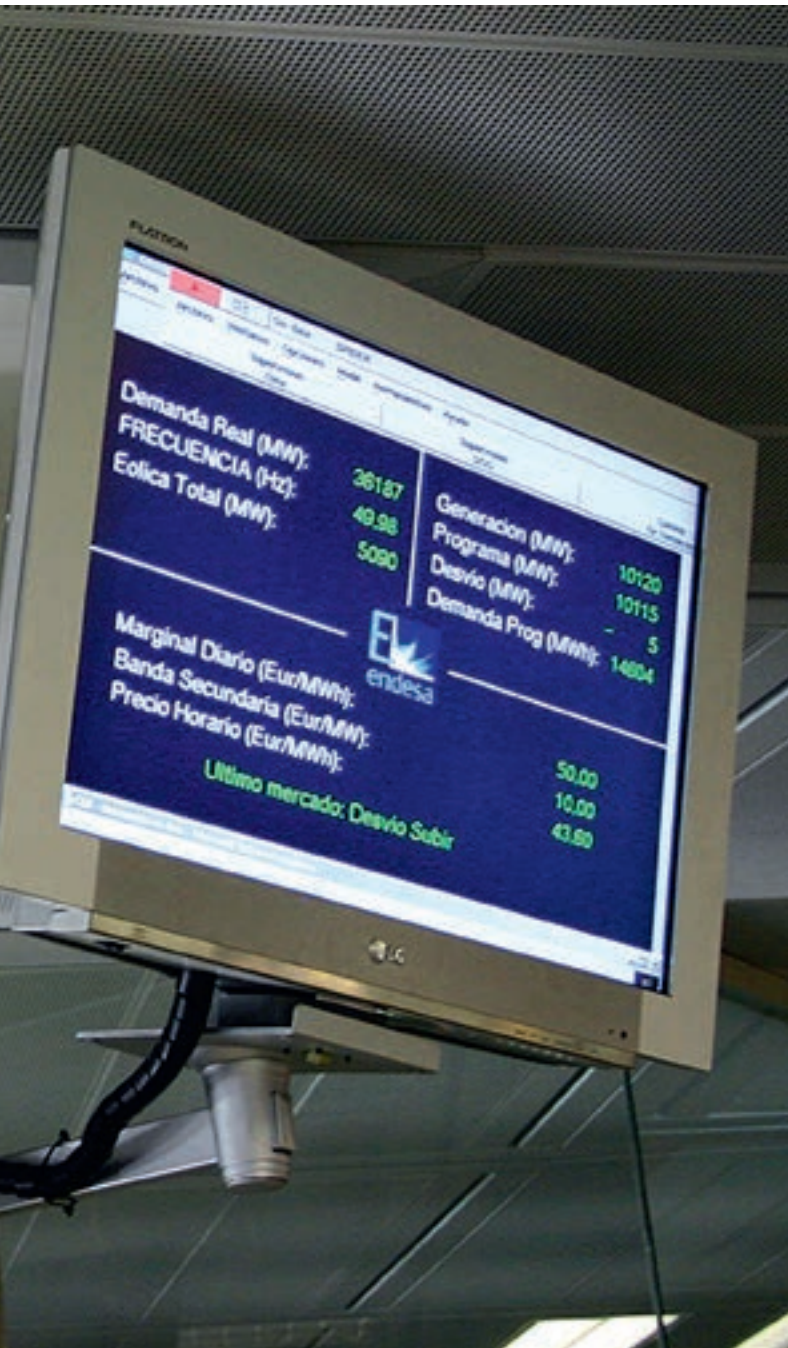 FLATRON
Demanda Real (MW): 36187
FRECUENCIA (Hz): 49.98
Eolica Total (MW): 5090
Generacion (MW): 10120
Programa (MW): 10115
Desvio (MW): - 5
Demanda Prog (MWh): 14604
endesa
Marginal Diario (Eur/MWh): 50.00
Banda Secundaria (Eur/MW): 10.00
Precio Horario (Eur/MWh): 43.60
Ultimo mercado: Desvio Subir
LG